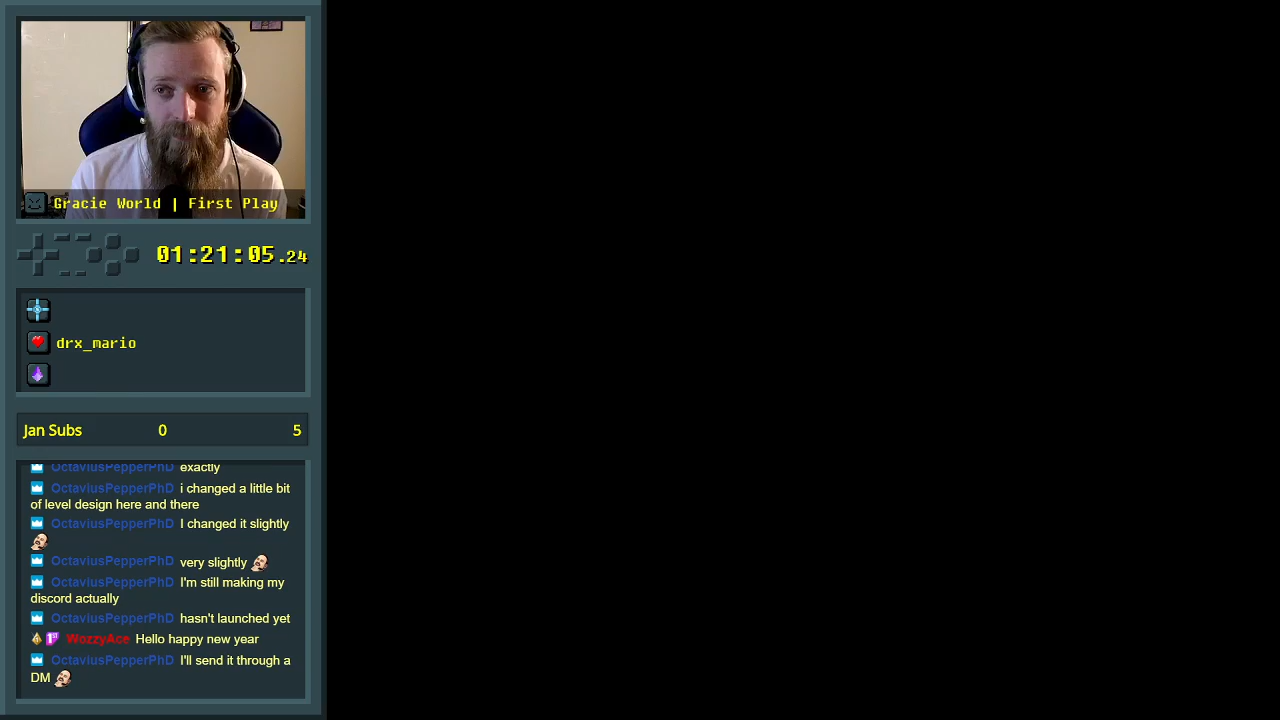 Gracie World | First Play
01:21:05.24
drx_mario
Jan Subs 0 5
OctaviusPepperPhD exactly
OctaviusPepperPhD i changed a little bit
of level design here and there
OctaviusPepperPhD I changed it slightly
OctaviusPepperPhD very slightly
OctaviusPepperPhD I'm still making my
discord actually
OctaviusPepperPhD hasn't launched yet
1st WozzyAce Hello happy new year
OctaviusPepperPhD I'll send it through a
DM